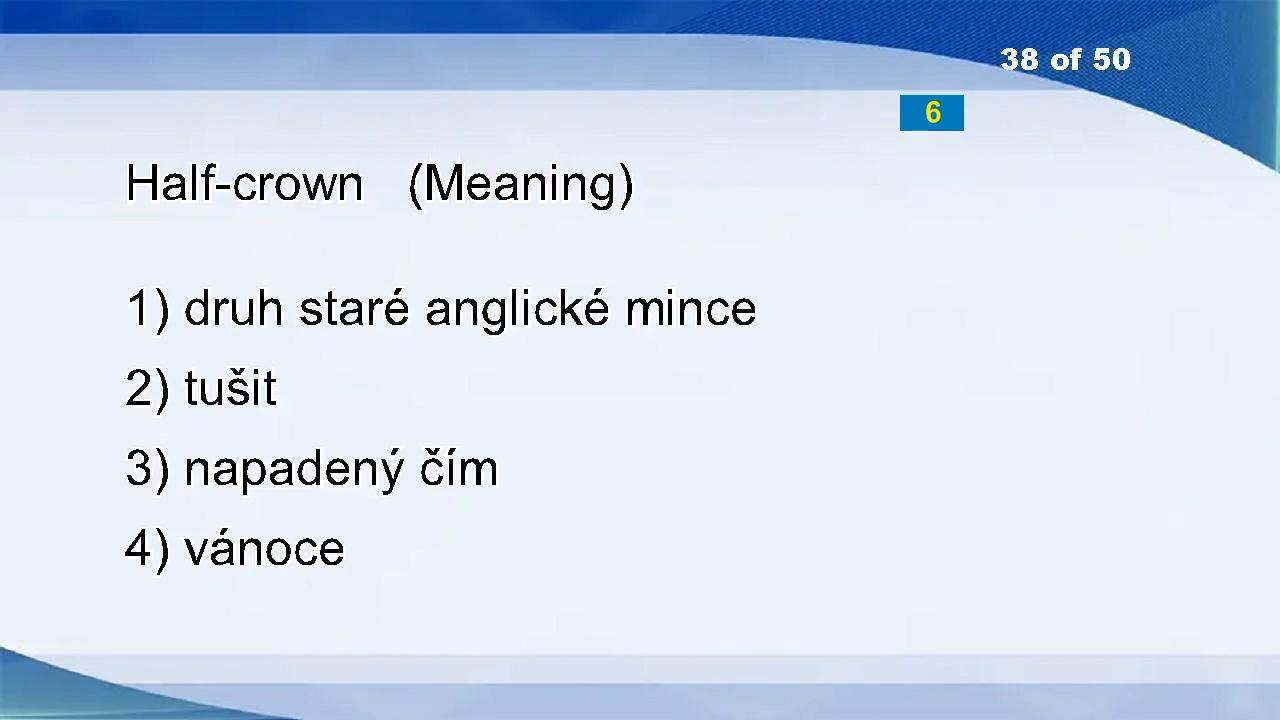 38 of 50
6
Half-crown (Meaning)
1) druh staré anglické mince
2) tušit
3) napadený čím
4) vánoce